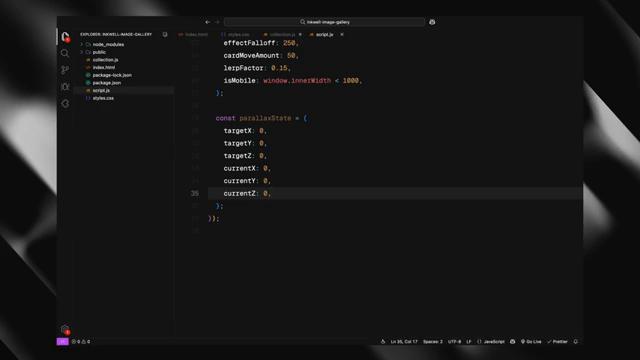 inkwell-image-gallery
EXPLORER: INKWELL-IMAGE-GALLERY
node_modules
public
collection.js
index.html
package-lock.json
package.json
script.js
styles.css
index.html
styles.css
collection.js
script.js
effectFalloff: 250,
cardMoveAmount: 50,
lerpFactor: 0.15,
isMobile: window.innerWidth < 1000,
};
const parallaxState = {
targetX: 0,
targetY: 0,
targetZ: 0,
currentX: 0,
currentY: 0,
35 currentZ: 0,
};
});
0 0
Ln 35, Col 17
Spaces: 2
UTF-8
LF
{} JavaScript
Go Live
Prettier